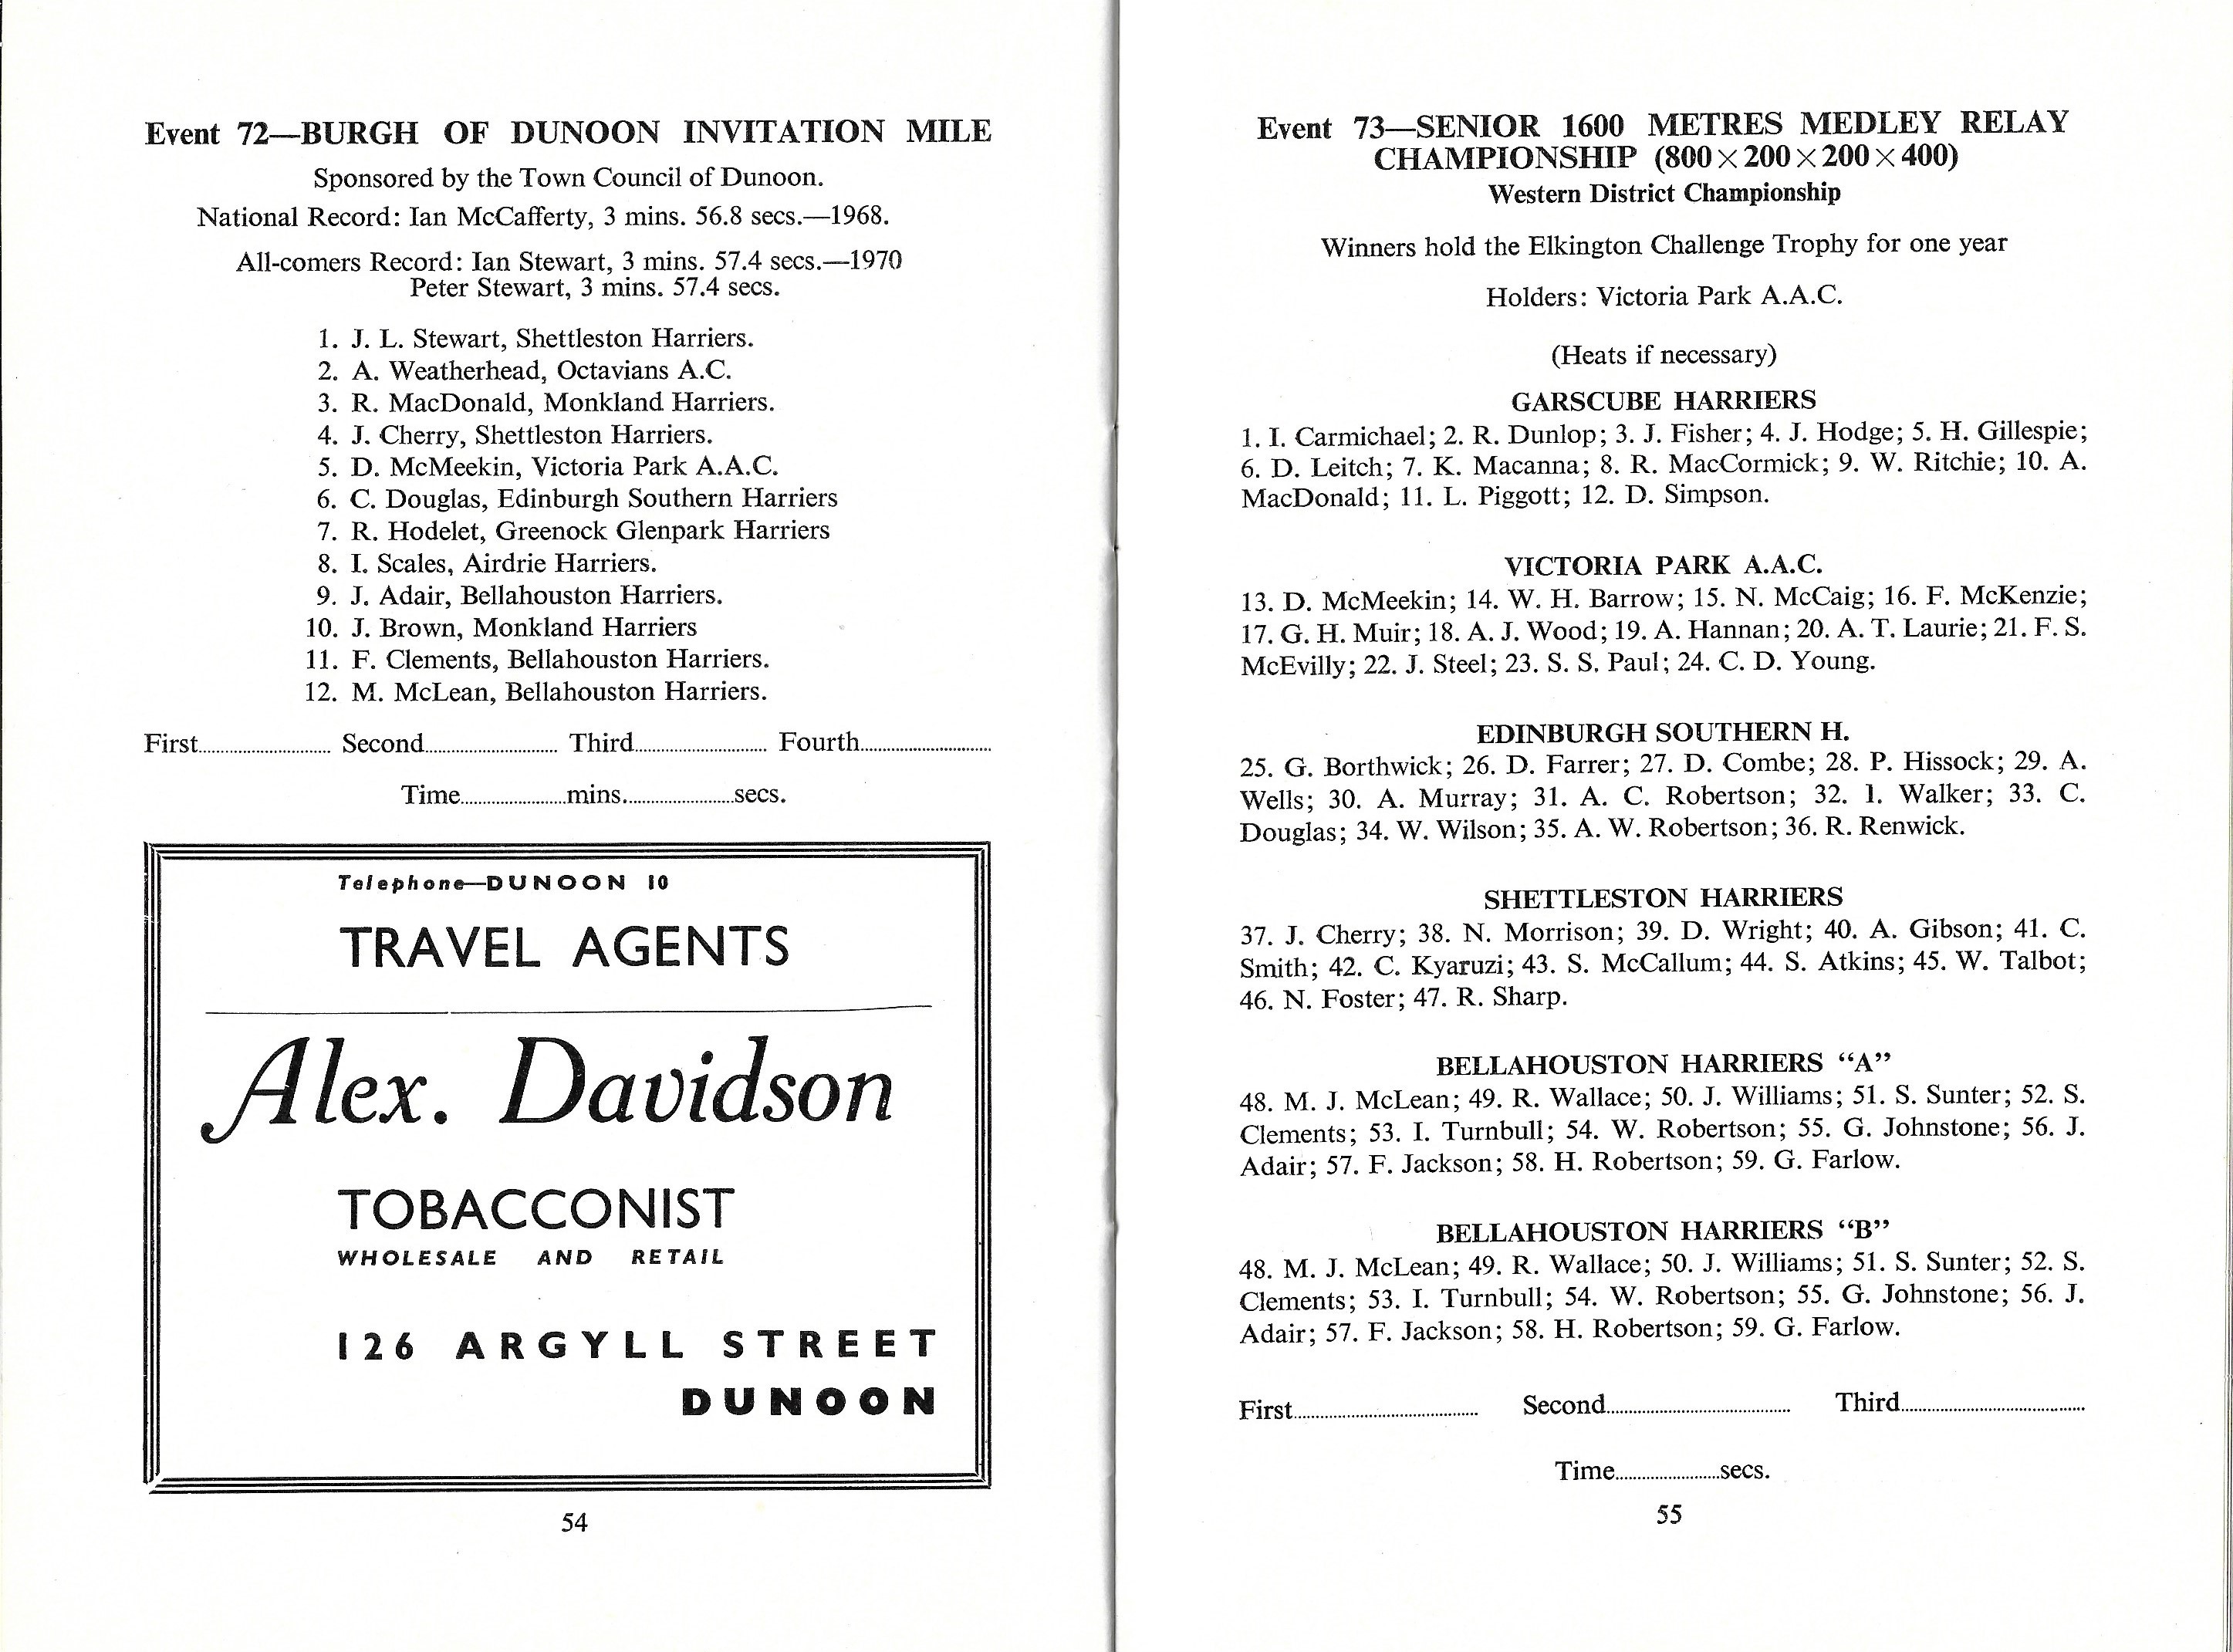 Event 72—BURGH OF DUNOON INVITATION MILE
Sponsored by the Town Council of Dunoon.
National Record: Ian McCafferty, 3 mins. 56.8 secs.—1968.
All-comers Record: Ian Stewart, 3 mins. 57.4 secs.—1970
Peter Stewart, 3 mins. 57.4 secs.
1. J. L. Stewart, Shettleston Harriers.
2. A. Weatherhead, Octavians A.C.
3. R. MacDonald, Monkland Harriers.
4. J. Cherry, Shettleston Harriers.
5. D. McMeekin, Victoria Park A.A.C.
6. C. Douglas, Edinburgh Southern Harriers
7. R. Hodelet, Greenock Glenpark Harriers
8. I. Scales, Airdrie Harriers.
9. J. Adair, Bellahouston Harriers.
10. J. Brown, Monkland Harriers
11. F. Clements, Bellahouston Harriers.
12. M. McLean, Bellahouston Harriers.
First.............................. Second.............................. Third.............................. Fourth..............................
Time........................mins.........................secs.
Telephone—DUNOON 10
TRAVEL AGENTS
Alex. Davidson
TOBACCONIST
WHOLESALE AND RETAIL
126 ARGYLL STREET
DUNOON
54
Event 73—SENIOR 1600 METRES MEDLEY RELAY
CHAMPIONSHIP (800×200×200×400)
Western District Championship
Winners hold the Elkington Challenge Trophy for one year
Holders: Victoria Park A.A.C.
(Heats if necessary)
GARSCUBE HARRIERS
1. I. Carmichael; 2. R. Dunlop; 3. J. Fisher; 4. J. Hodge; 5. H. Gillespie;
6. D. Leitch; 7. K. Macanna; 8. R. MacCormick; 9. W. Ritchie; 10. A.
MacDonald; 11. L. Piggott; 12. D. Simpson.
VICTORIA PARK A.A.C.
13. D. McMeekin; 14. W. H. Barrow; 15. N. McCaig; 16. F. McKenzie;
17. G. H. Muir; 18. A. J. Wood; 19. A. Hannan; 20. A. T. Laurie; 21. F. S.
McEvilly; 22. J. Steel; 23. S. S. Paul; 24. C. D. Young.
EDINBURGH SOUTHERN H.
25. G. Borthwick; 26. D. Farrer; 27. D. Combe; 28. P. Hissock; 29. A.
Wells; 30. A. Murray; 31. A. C. Robertson; 32. 1. Walker; 33. C.
Douglas; 34. W. Wilson; 35. A. W. Robertson; 36. R. Renwick.
SHETTLESTON HARRIERS
37. J. Cherry; 38. N. Morrison; 39. D. Wright; 40. A. Gibson; 41. C.
Smith; 42. C. Kyaruzi; 43. S. McCallum; 44. S. Atkins; 45. W. Talbot;
46. N. Foster; 47. R. Sharp.
BELLAHOUSTON HARRIERS “A”
48. M. J. McLean; 49. R. Wallace; 50. J. Williams; 51. S. Sunter; 52. S.
Clements; 53. I. Turnbull; 54. W. Robertson; 55. G. Johnstone; 56. J.
Adair; 57. F. Jackson; 58. H. Robertson; 59. G. Farlow.
BELLAHOUSTON HARRIERS “B”
48. M. J. McLean; 49. R. Wallace; 50. J. Williams; 51. S. Sunter; 52. S.
Clements; 53. I. Turnbull; 54. W. Robertson; 55. G. Johnstone; 56. J.
Adair; 57. F. Jackson; 58. H. Robertson; 59. G. Farlow.
First.......................................... Second.......................................... Third..........................................
Time........................secs.
55